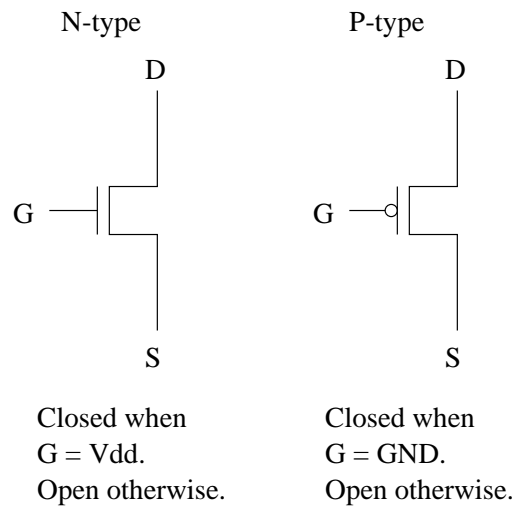 N-type
D
G
S
Closed when
G = Vdd.
Open otherwise.
P-type
D
G
S
Closed when
G = GND.
Open otherwise.